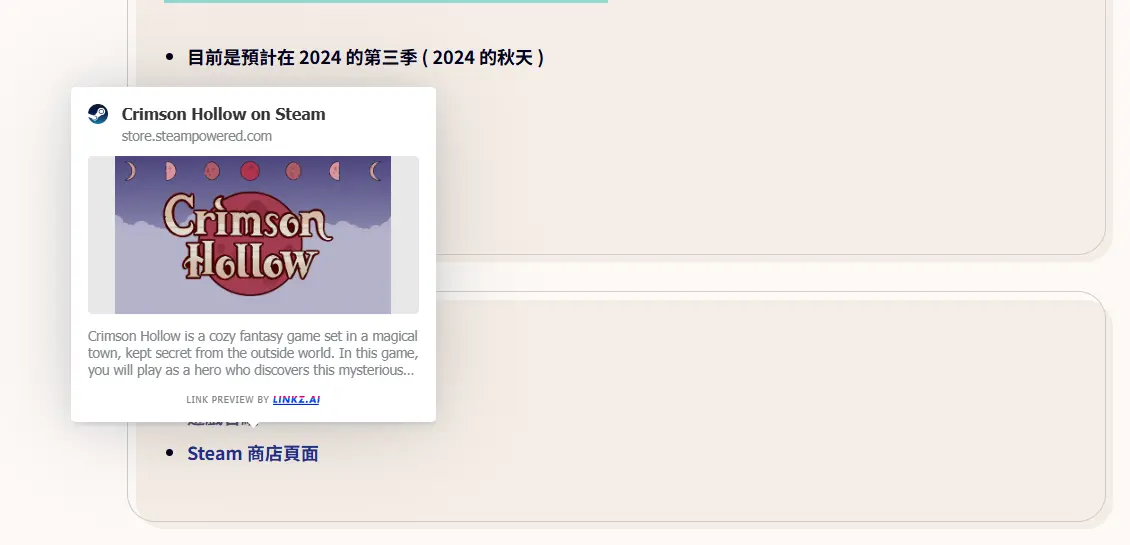 目前是預計在 2024 的第三季 ( 2024 的秋天 )
Crimson Hollow on Steam
store.steampowered.com
Crimson
Hollow
Crimson Hollow is a cozy fantasy game set in a magical
town, kept secret from the outside world. In this game,
you will play as a hero who discovers this mysterious...
LINK PREVIEW BY LINKZ.AI
Steam 商店頁面